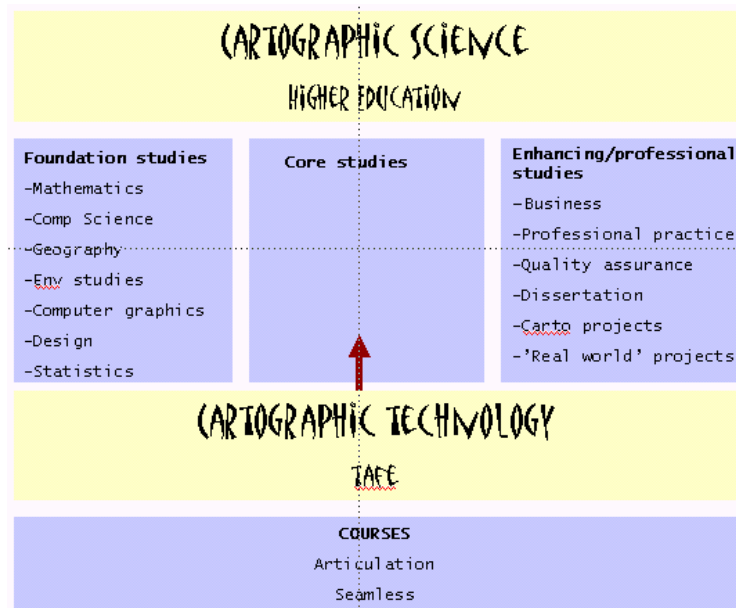 CARTOGRAPHIC SCIENCE
HIGHER EDUCATION
Foundation studies
-Mathematics
-Comp Science
-Geography
-Env studies
-Computer graphics
-Design
-Statistics
Core studies
Enhancing/professional
studies
-Business
-Professional practice
-Quality assurance
-Dissertation
-Carto projects
-'Real world' projects
CARTOGRAPHIC TECHNOLOGY
TAFE
COURSES
Articulation
Seamless